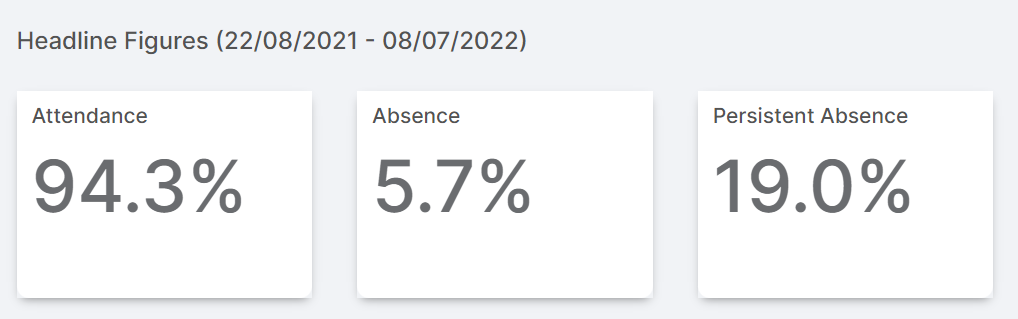 Headline Figures (22/08/2021 - 08/07/2022)
Attendance
94.3%
Absence
5.7%
Persistent Absence
19.0%